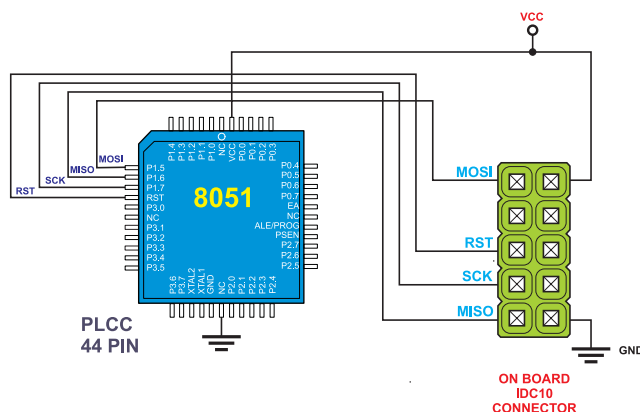 VCC
MOSI
MISO
SCK
RST
P1.4
P1.3
P1.2
P1.1
P1.0
NC
VCC
P0.0
P0.1
P0.2
P0.3
P1.5
P1.6
P1.7
RST
P3.0
NC
P3.1
P3.2
P3.3
P3.4
P3.5
8051
P0.4
P0.5
P0.6
P0.7
EA
NC
ALE/PROG
PSEN
P2.7
P2.6
P2.5
P3.6
P3.7
XTAL2
XTAL1
GND
NC
P2.0
P2.1
P2.2
P2.3
P2.4
PLCC
44 PIN
MOSI
RST
SCK
MISO
GND
ON BOARD
IDC10
CONNECTOR